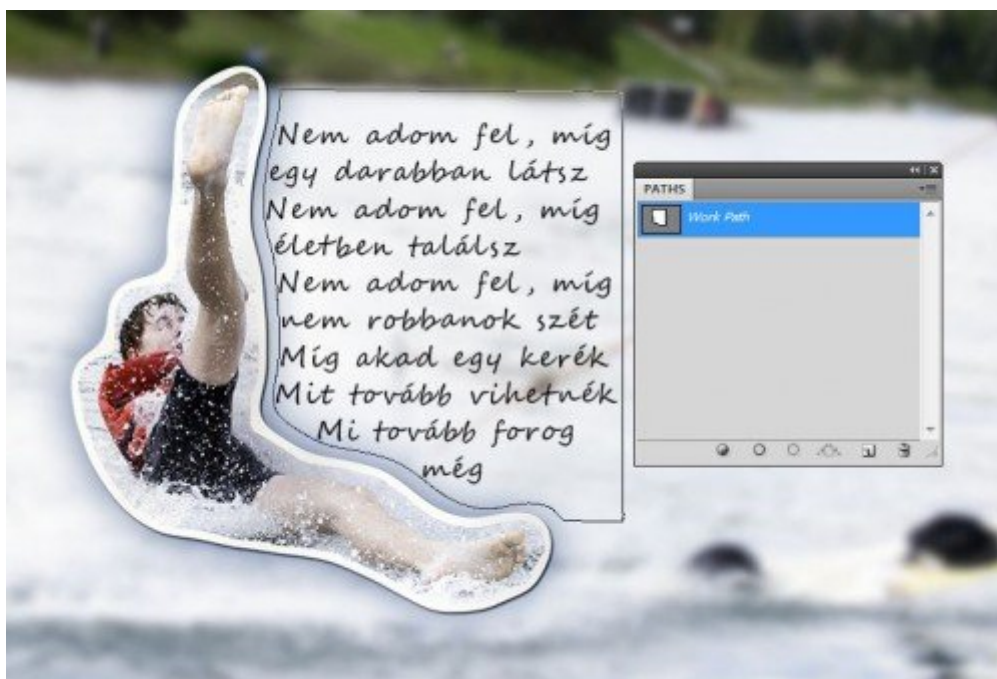 Nem adom fel, míg
egy darabban látsz
Nem adom fel, míg
életben találsz
Nem adom fel, míg
nem robbanok szét
Míg akad egy kerék
Mit tovább vihetnék
Mi tovább forog
még
PATHS
Work Path